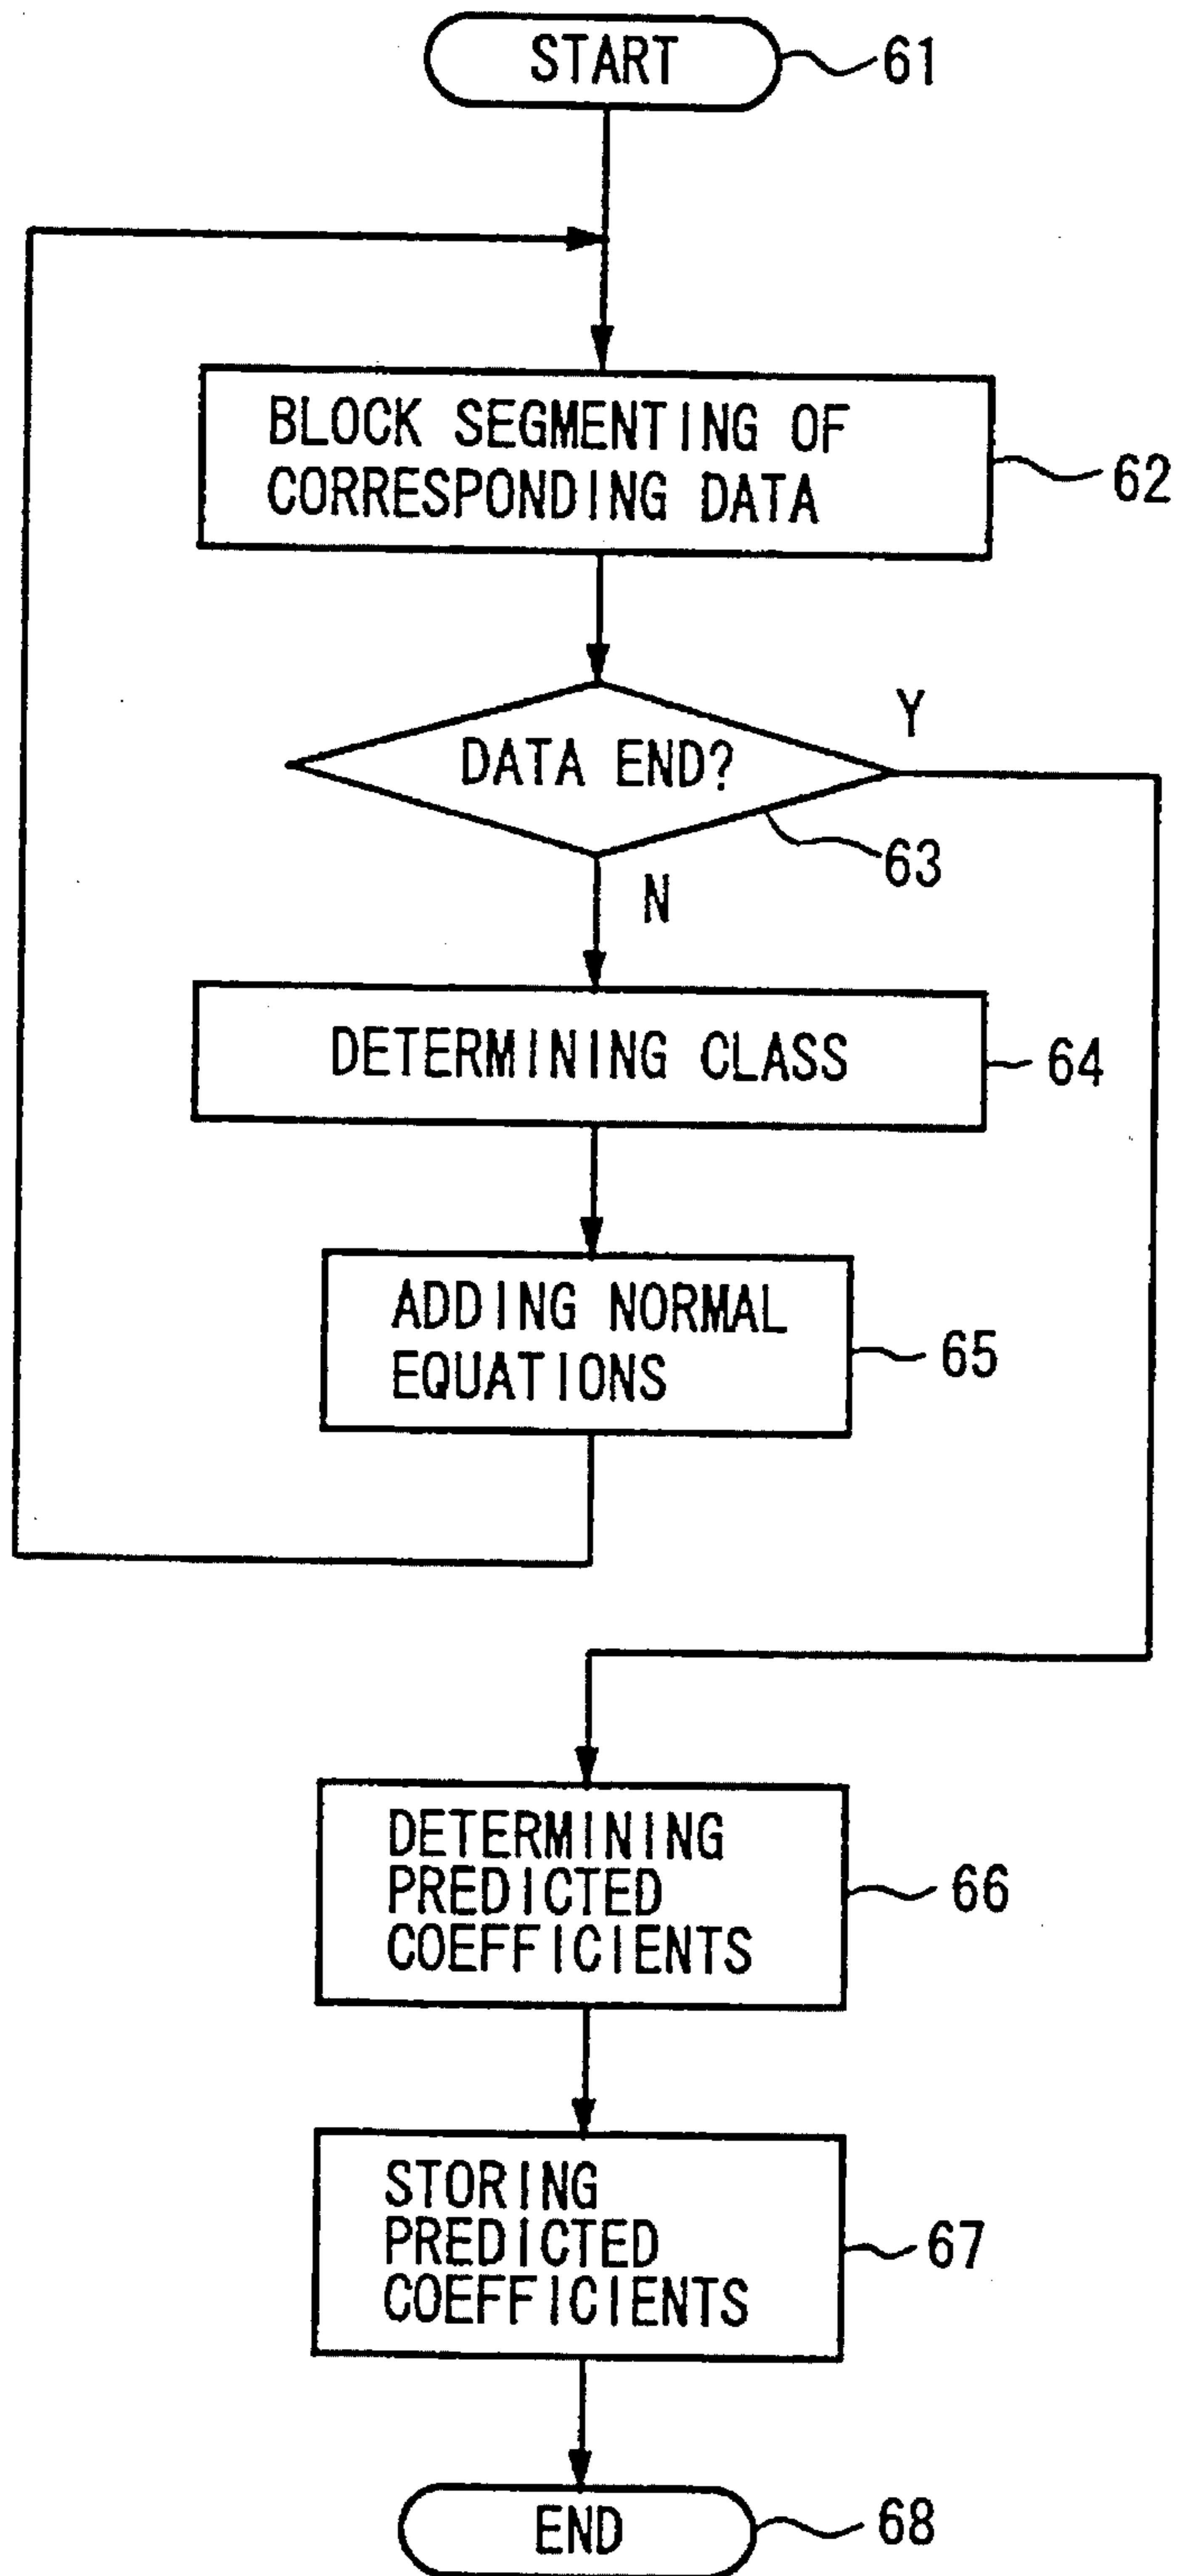 START
61
BLOCK SEGMENTING OF
CORRESPONDING DATA
62
DATA END?
Y
63
N
DETERMINING CLASS
64
ADDING NORMAL
EQUATIONS
65
DETERMINING
PREDICTED
COEFFICIENTS
66
STORING
PREDICTED
COEFFICIENTS
67
END
68